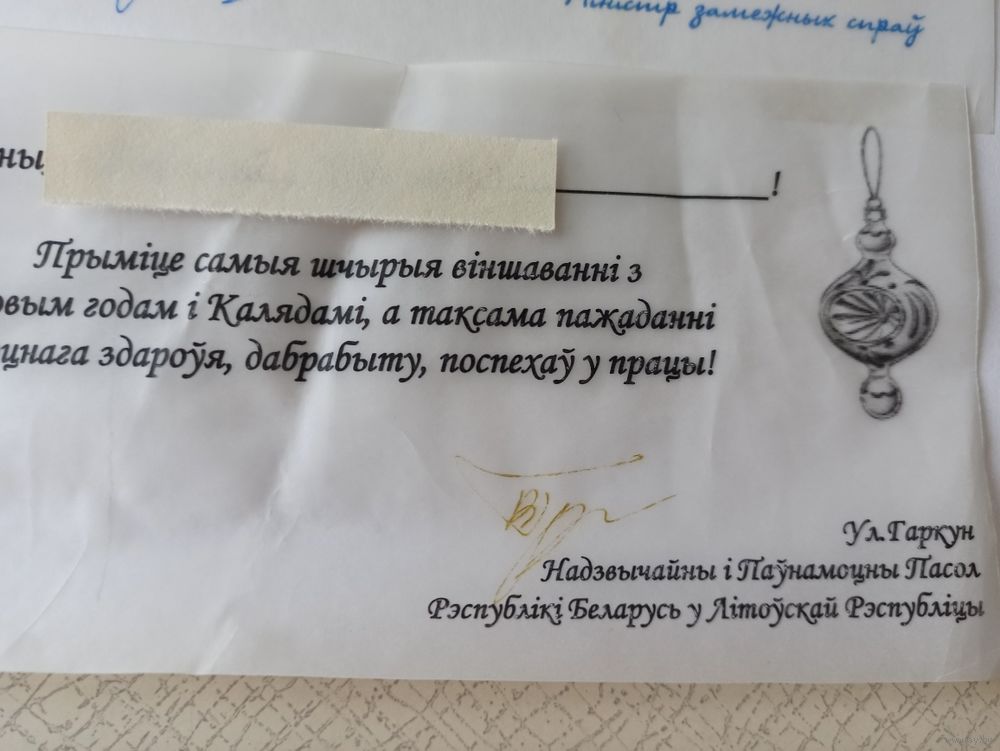 Міністр замежных спраў
ны
!
Прыміце самыя шчырыя віншаванні з
овым годам і Калядамі, а таксама пажаданні
цнага здароўя, дабрабыту, поспехаў у працы!
Ул.Гаркун
Надзвычайны і Паўнамоцны Пасол
Рэспублікі Беларусь у Літоўскай Рэспубліцы